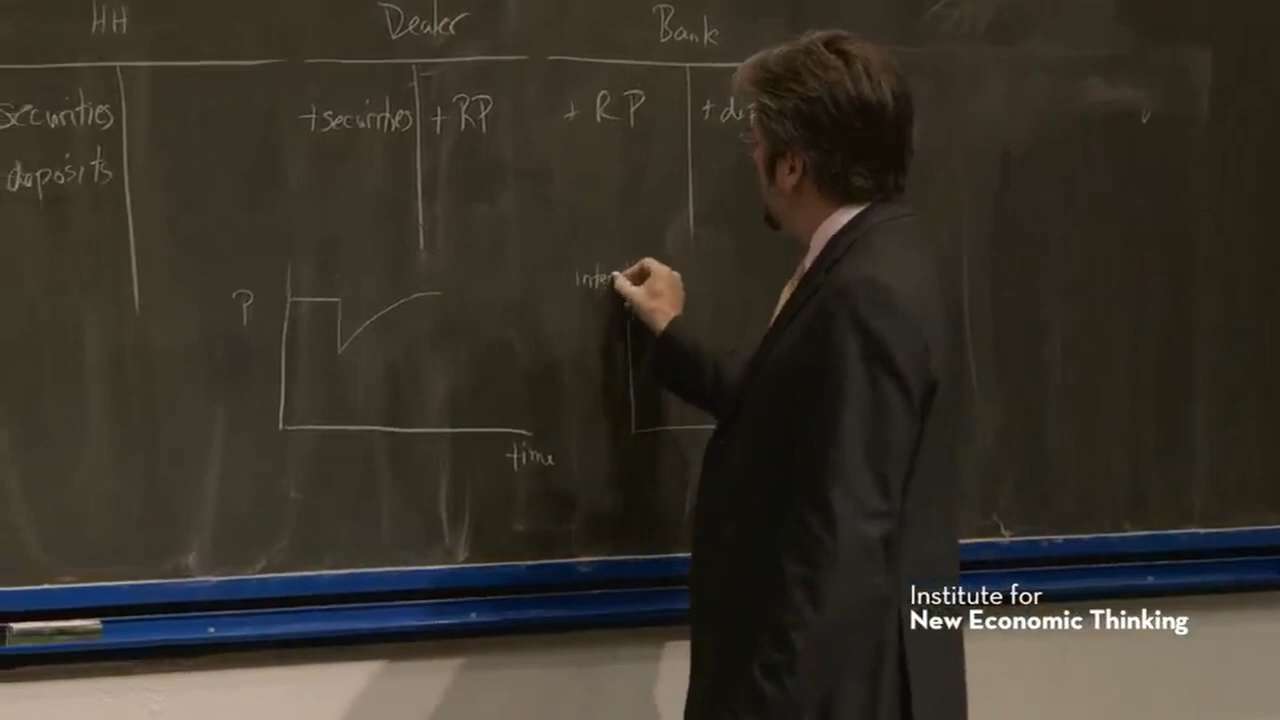 HH
Dealer
Bank
securities
+securities
+ RP
+ RP
deposits
P
time
Institute for
New Economic Thinking